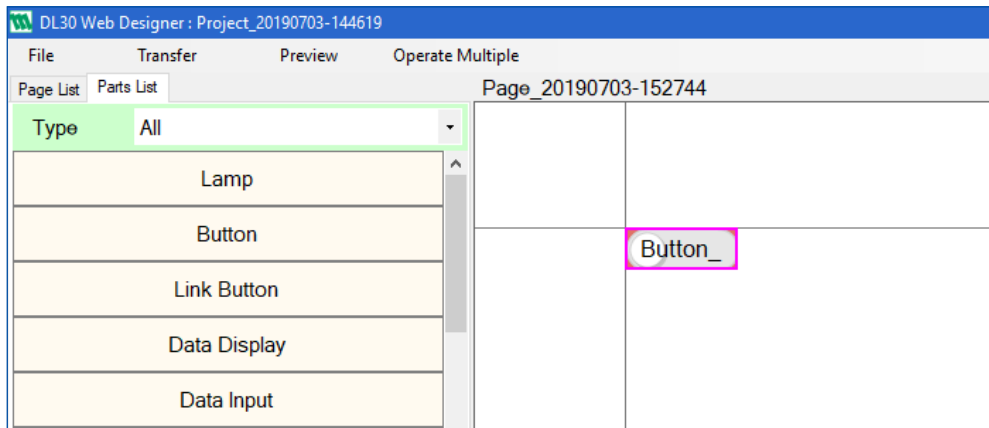 DL30 Web Designer : Project_20190703-144619
File Transfer Preview Operate Multiple
Page List Parts List
Page_20190703-152744
Type All
Lamp
Button
Button_
Link Button
Data Display
Data Input